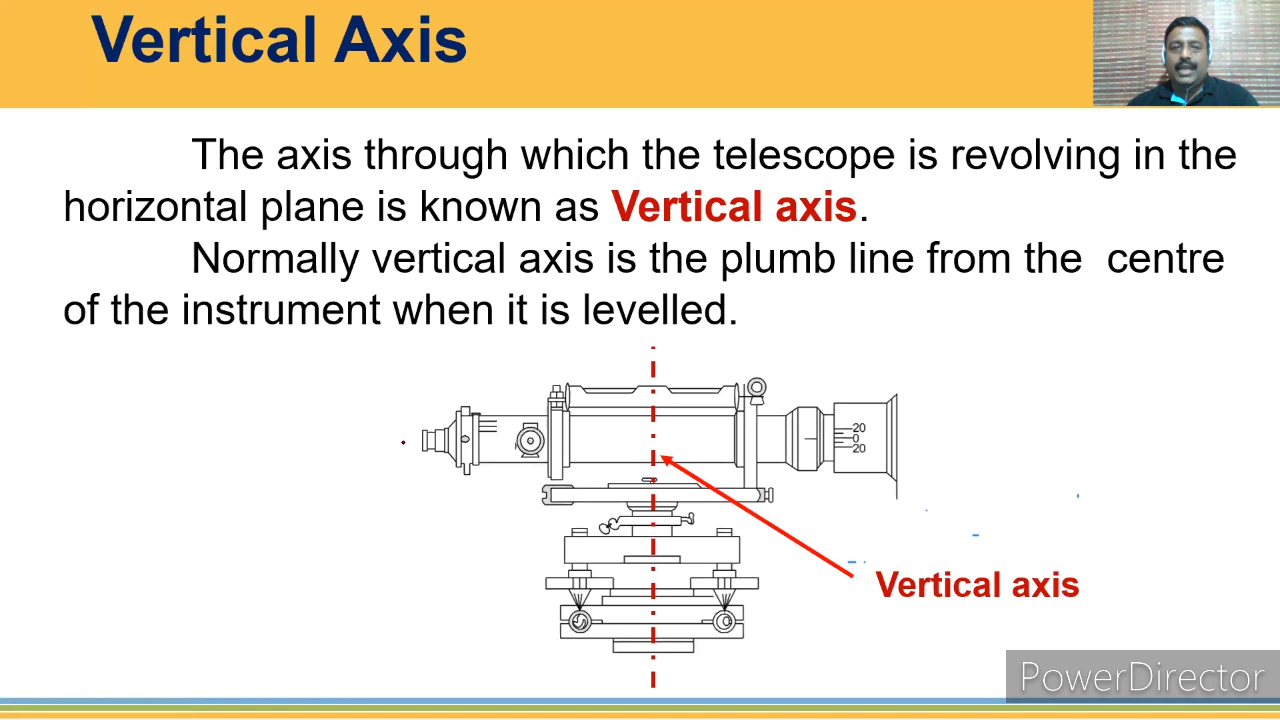 Vertical Axis
The axis through which the telescope is revolving in the
horizontal plane is known as Vertical axis.
Normally vertical axis is the plumb line from the centre
of the instrument when it is levelled.
20
0
20
Vertical axis
PowerDirector